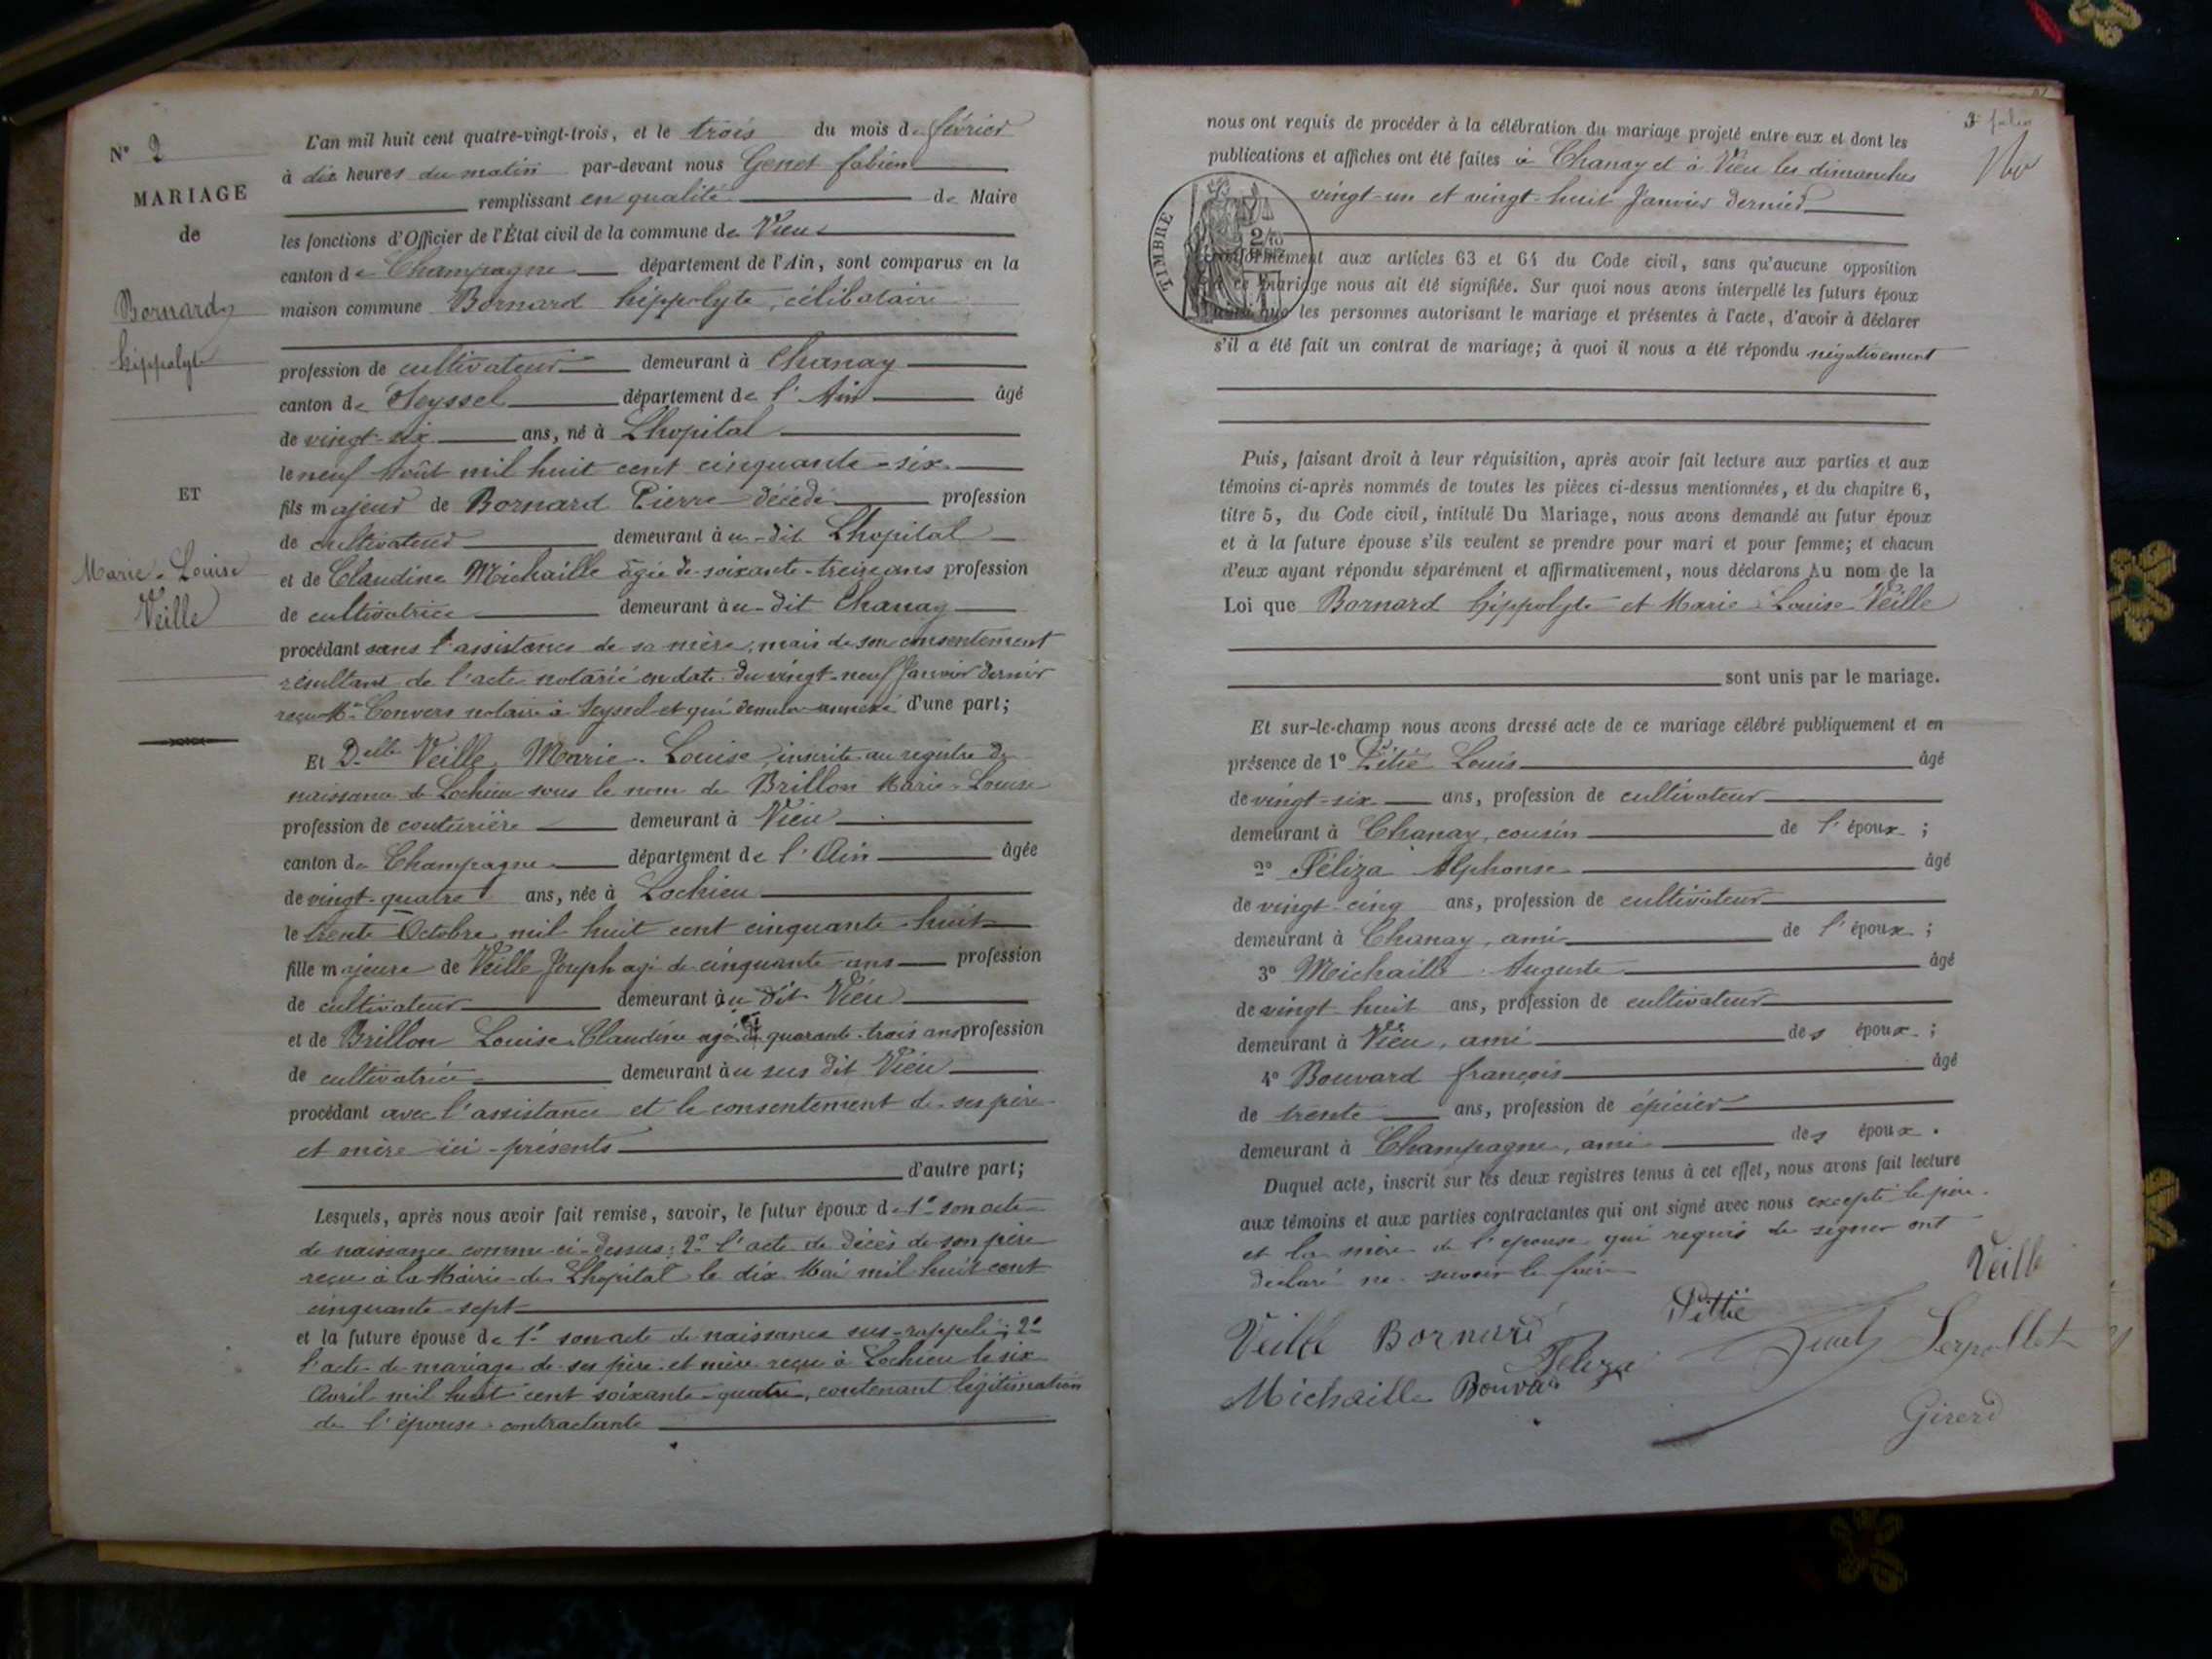 N° 2
MARIAGE
de
Bornard
hippolyte
ET
Marie-Louise
Veille
L'an mil huit cent quatre-vingt-trois, et le trois du mois de février
à dix heures du matin par-devant nous Genet fabien
remplissant en qualité de Maire
les fonctions d'Officier de l'État civil de la commune de Vieu
canton de Champagne département de l'Ain, sont comparus en la
maison commune Bornard hippolyte, célibataire
profession de cultivateur demeurant à Chanay
canton de Seyssel département de l'Ain âgé
de vingt-six ans, né à Lhopital
le neuf Août mil huit cent cinquante-six
fils majeur de Bornard Pierre décédé profession
de cultivateur demeurant à u-dit Lhopital
et de Claudine Michaille âgée de soixante-treize ans profession
de cultivatrice demeurant à u-dit Chanay
procédant sans l'assistance de sa mère, mais de son consentement
résultant de l'acte notarié en date du vingt-neuf Janvier dernier
reçu Me Convers notaire à Seyssel et qui demeure annexé d'une part;
Et Delle Veille Marie-Louise, inscrite au registre de
naissance de Lochieu sous le nom de Brillon Marie-Louise
profession de couturière demeurant à Vieu
canton de Champagne département de l'Ain âgée
de vingt-quatre ans, née à Lochieu
le trente Octobre mil huit cent cinquante-huit
fille majeure de Veille Joseph agé de cinquante ans profession
de cultivateur demeurant à u dit Vieu
et de Brillon Louise Claudine agée de quarante-trois ans profession
de cultivatrice demeurant à u sus dit Vieu
procédant avec l'assistance et le consentement de ses père
et mère ici-présents
d'autre part;
Lesquels, après nous avoir fait remise, savoir, le futur époux de 1° son acte
de naissance comme ci-dessus; 2° l'acte de décès de son père
reçu à la Mairie de Lhopital le dix Mai mil huit cent
cinquante-sept
et la future épouse de 1° son acte de naissance sus-rappelé; 2°
l'acte de mariage de ses père et mère reçu à Lochieu le six
Avril mil huit cent soixante-quatre, contenant légitimation
de l'épouse contractante
3e folio
nous ont requis de procéder à la célébration du mariage projeté entre eux et dont les
publications et affiches ont été faites à Chanay et à Vieu les dimanches
vingt-un et vingt-huit Janvier dernier
TIMBRE
conformément aux articles 63 et 64 du Code civil, sans qu'aucune opposition
à ce mariage nous ait été signifiée. Sur quoi nous avons interpellé les futurs époux
ainsi que les personnes autorisant le mariage et présentes à l'acte, d'avoir à déclarer
s'il a été fait un contrat de mariage; à quoi il nous a été répondu négativement
Puis, faisant droit à leur réquisition, après avoir fait lecture aux parties et aux
témoins ci-après nommés de toutes les pièces ci-dessus mentionnées, et du chapitre 6,
titre 5, du Code civil, intitulé Du Mariage, nous avons demandé au futur époux
et à la future épouse s'ils veulent se prendre pour mari et pour femme; et chacun
d'eux ayant répondu séparément et affirmativement, nous déclarons Au nom de la
Loi que Bornard hippolyte et Marie-Louise Veille
sont unis par le mariage.
Et sur-le-champ nous avons dressé acte de ce mariage célébré publiquement et en
présence de 1° Pitié Louis âgé
de vingt-six ans, profession de cultivateur
demeurant à Chanay, cousin de l'époux ;
2° Féliza Alphonse âgé
de vingt-cinq ans, profession de cultivateur
demeurant à Chanay, ami de l'époux ;
3° Michaille Auguste âgé
de vingt huit ans, profession de cultivateur
demeurant à Vieu, ami des époux ;
4° Bouvard françois âgé
de trente ans, profession de épicier
demeurant à Champagne, ami des époux.
Duquel acte, inscrit sur les deux registres tenus à cet effet, nous avons fait lecture
aux témoins et aux parties contractantes qui ont signé avec nous excepté le père
et la mère de l'épouse qui requis de signer ont
déclaré ne savoir le faire
Veille
Pittié
Veille Bornard
Féliza
Serpollet
Michaille Bouvard
Girerd